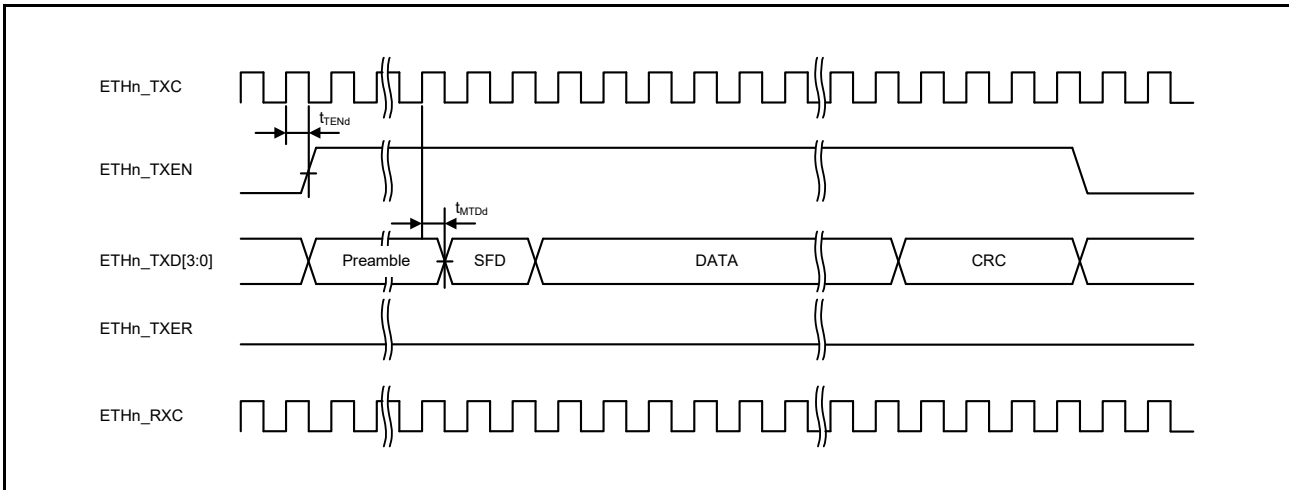 ETHn_TXC
tTENd
ETHn_TXEN
tMTDd
ETHn_TXD[3:0] Preamble SFD DATA CRC
ETHn_TXER
ETHn_RXC